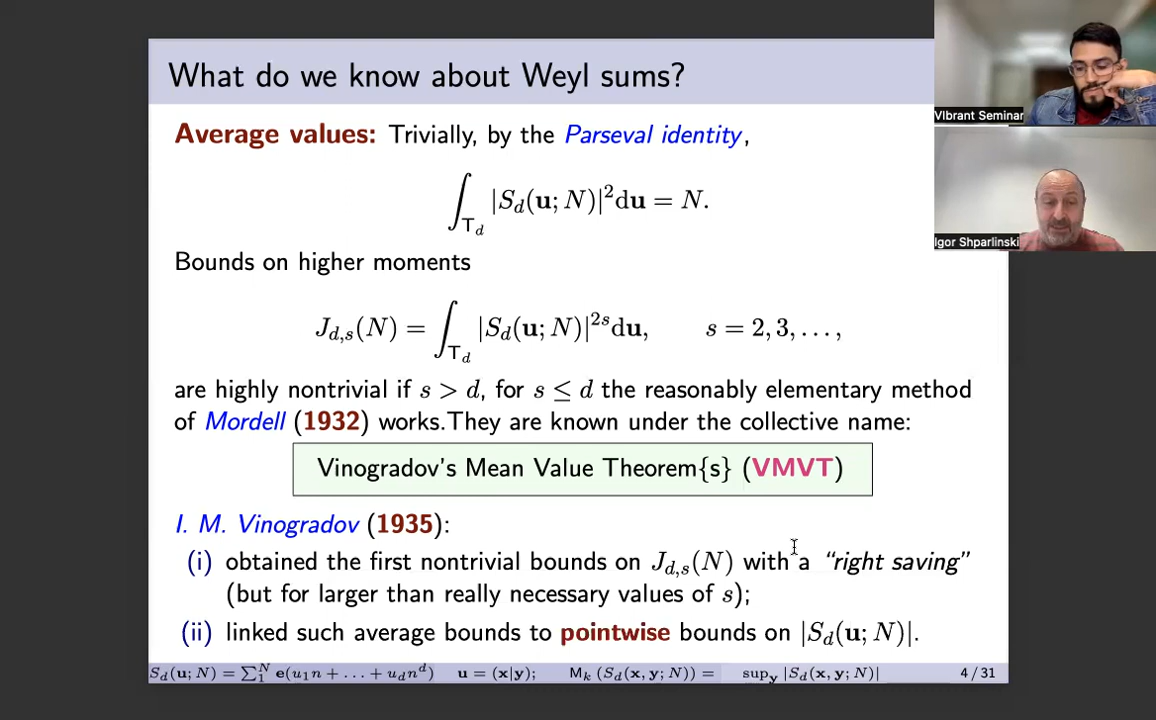 What do we know about Weyl sums?
Average values: Trivially, by the Parseval identity,
∫_{T_d} |S_d(u; N)|²du = N.
Bounds on higher moments
J_{d,s}(N) = ∫_{T_d} |S_d(u; N)|^{2s}du, s = 2, 3, . . . ,
are highly nontrivial if s > d, for s ≤ d the reasonably elementary method
of Mordell (1932) works.They are known under the collective name:
Vinogradov's Mean Value Theorem{s} (VMVT)
I. M. Vinogradov (1935):
(i) obtained the first nontrivial bounds on J_{d,s}(N) with a “right saving”
(but for larger than really necessary values of s);
(ii) linked such average bounds to pointwise bounds on |S_d(u; N)|.
S_d(u; N) = ∑_1^N e(u_1n + . . . + u_dn^d) u = (x|y); M_k (S_d(x, y; N)) = sup_y |S_d(x, y; N)| 4 / 31
VIbrant Seminar
Igor Shparlinski